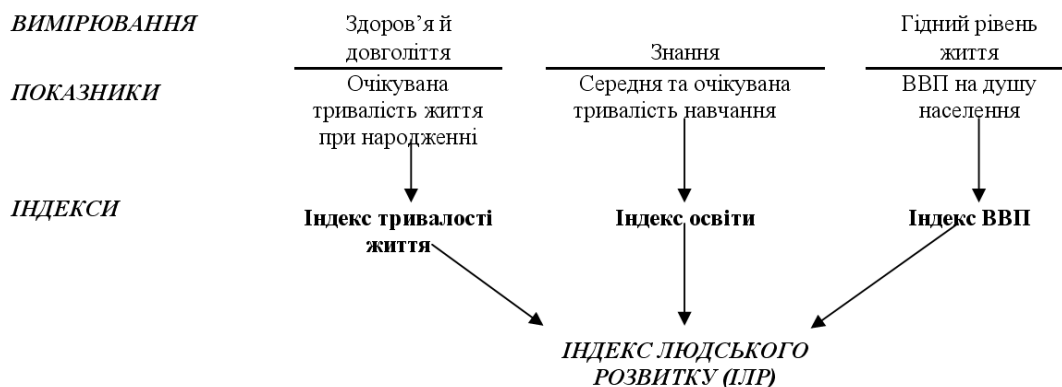 ВИМІРЮВАННЯ
Здоров’я й
довголіття
Знання
Гідний рівень
життя
ПОКАЗНИКИ
Очікувана
тривалість життя
при народженні
Середня та очікувана
тривалість навчання
ВВП на душу
населення
ІНДЕКСИ
Індекс тривалості
життя
Індекс освіти
Індекс ВВП
ІНДЕКС ЛЮДСЬКОГО
РОЗВИТКУ (ІЛР)